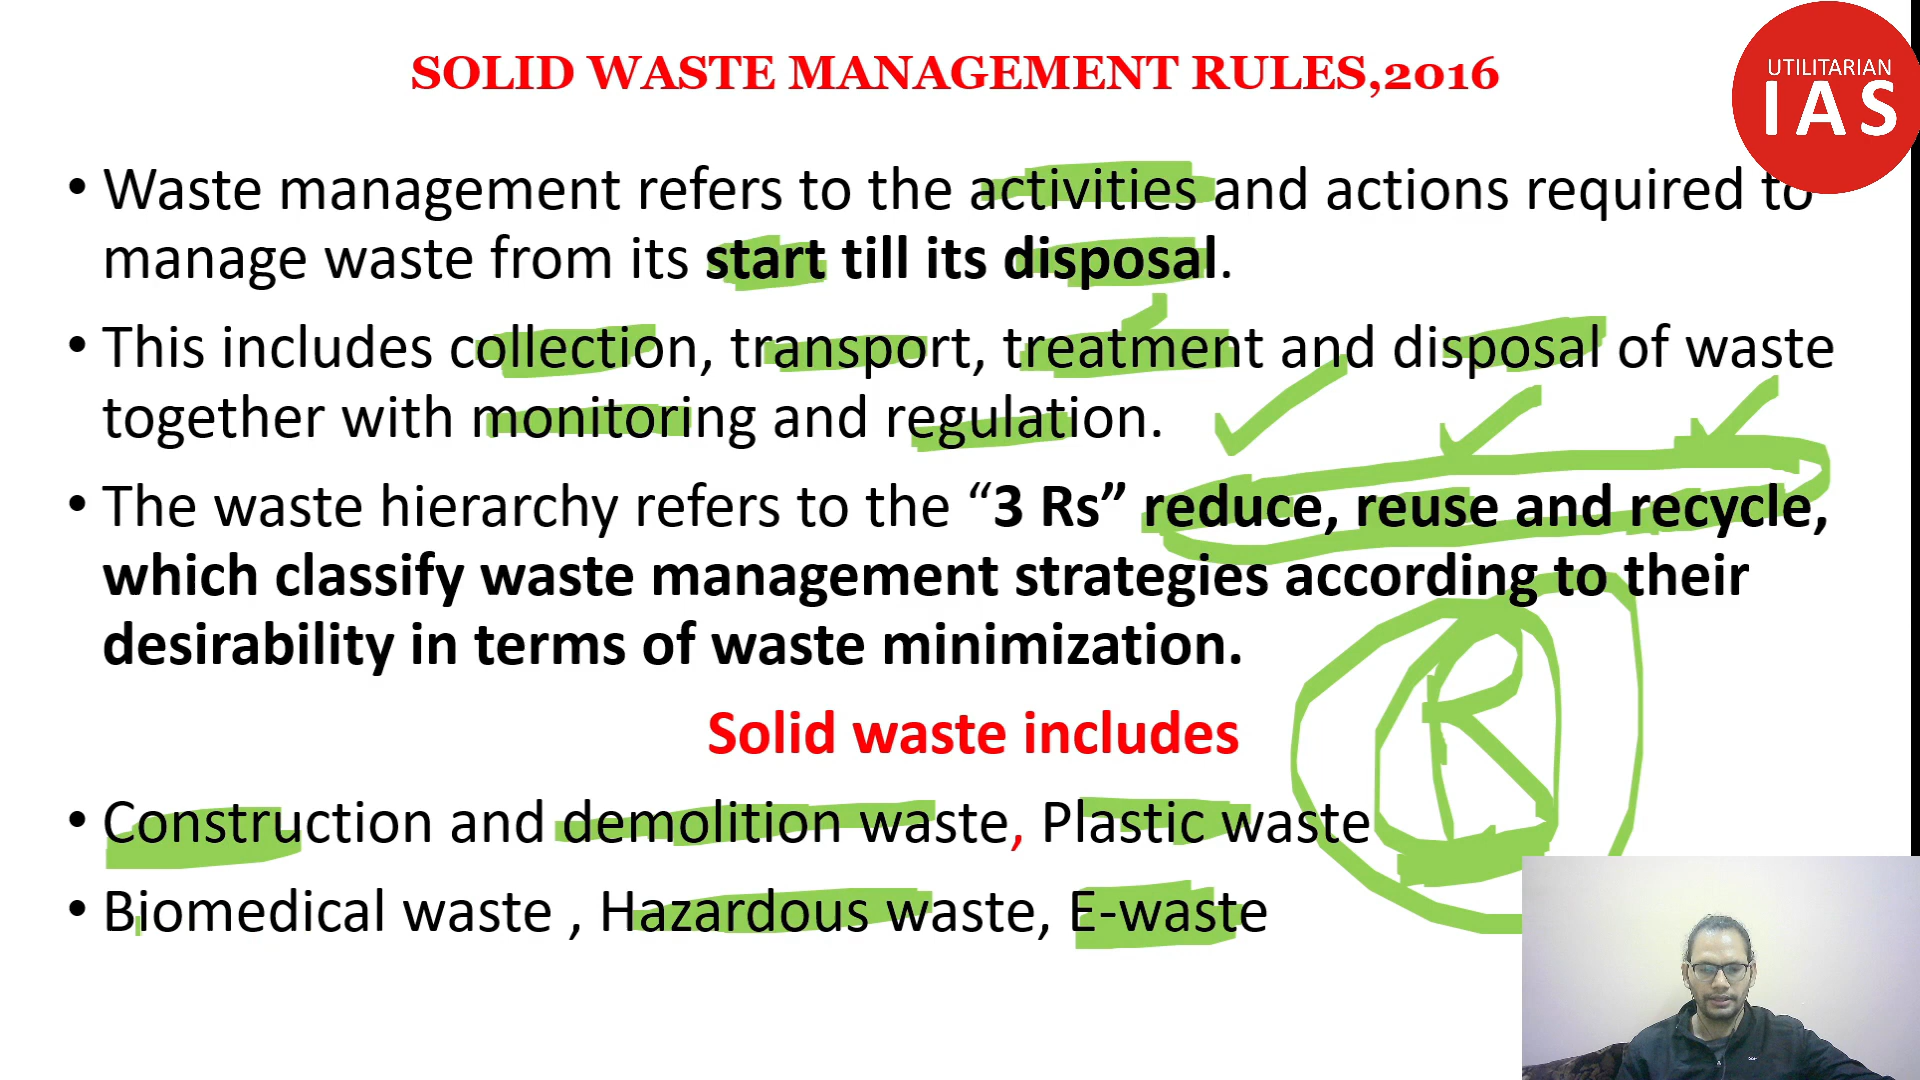 SOLID WASTE MANAGEMENT RULES,2016
UTILITARIAN
IAS
• Waste management refers to the activities and actions required to
manage waste from its start till its disposal.
• This includes collection, transport, treatment and disposal of waste
together with monitoring and regulation.
• The waste hierarchy refers to the “3 Rs” reduce, reuse and recycle,
which classify waste management strategies according to their
desirability in terms of waste minimization.
R
Solid waste includes
• Construction and demolition waste, Plastic waste
• Biomedical waste , Hazardous waste, E-waste